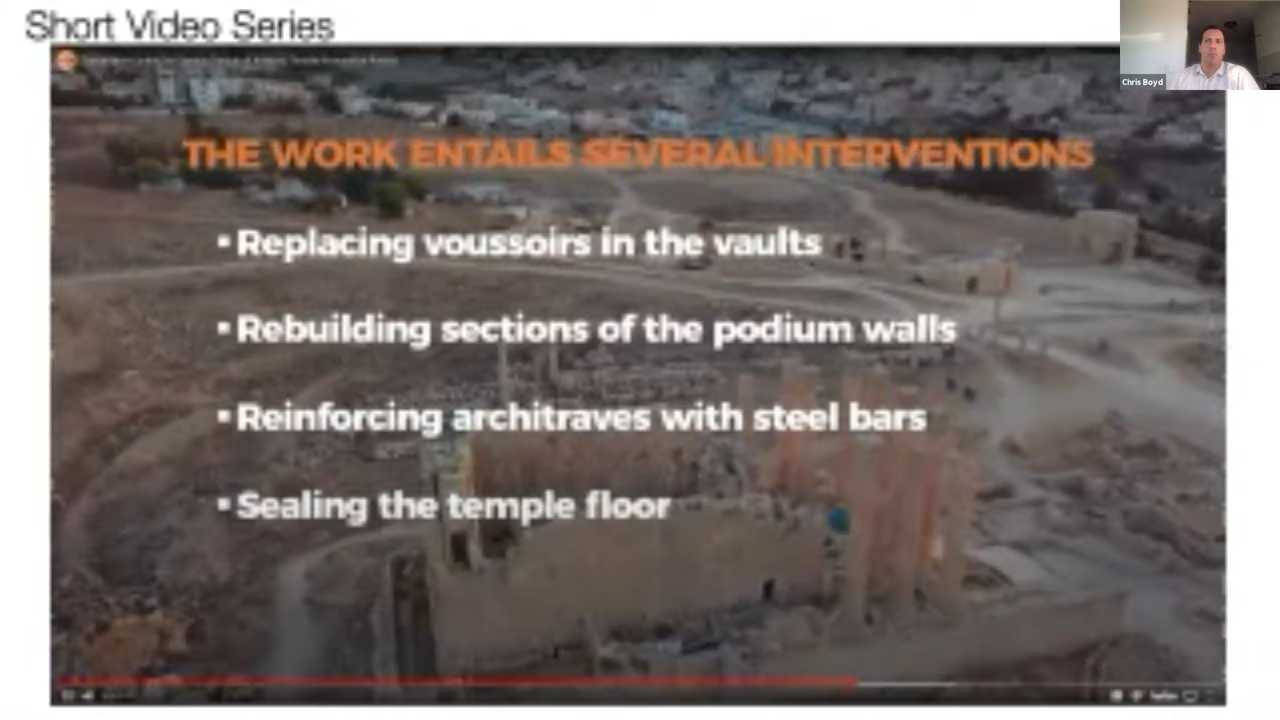 Short Video Series
Chris Boyd
THE WORK ENTAILS SEVERAL INTERVENTIONS
▪ Replacing voussoirs in the vaults
▪ Rebuilding sections of the podium walls
▪ Reinforcing architraves with steel bars
▪ Sealing the temple floor